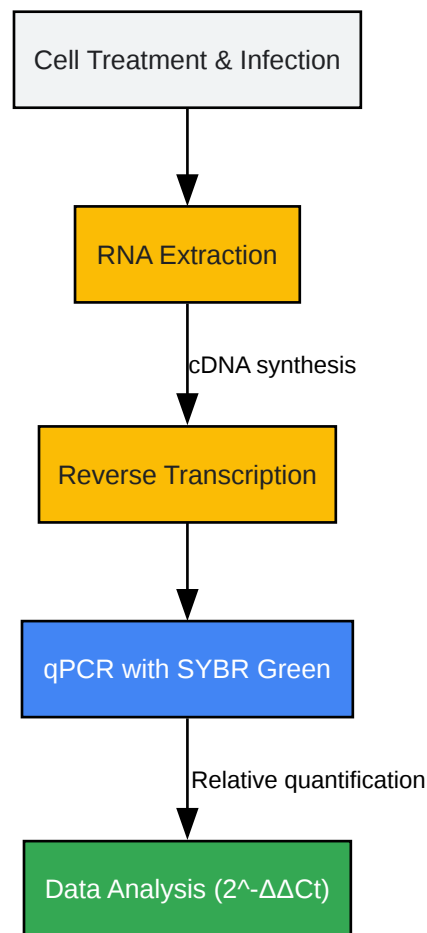 Cell Treatment & Infection
RNA Extraction
cDNA synthesis
Reverse Transcription
qPCR with SYBR Green
Relative quantification
Data Analysis (2^-ΔΔCt)